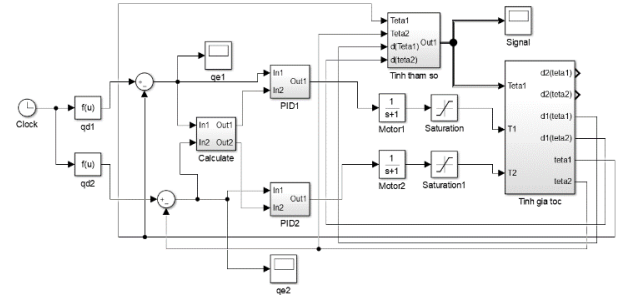 Clock
f(u)
qd1
f(u)
qd2
qe1
In1 Out1
In2 Out2
Calculate
In1
In2 Out1
PID1
In1
In2 Out1
PID2
qe2
1
s+1
Motor1
Saturation
1
s+1
Motor2
Saturation1
Teta1
Teta2
d(Teta1) Out1
d(teta2)
Tinh tham so
Signal
Teta1
T1
T2
d2(teta1)
d2(teta2)
d1(teta1)
d1(teta2)
teta1
teta2
Tinh gia toc